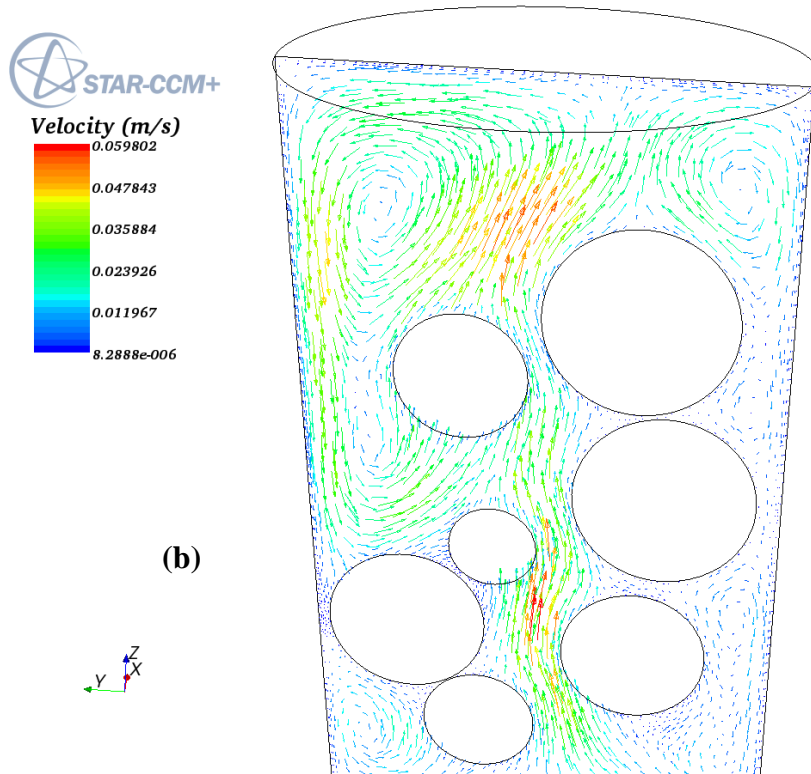 STAR-CCM+
Velocity (m/s)
0.059802
0.047843
0.035884
0.023926
0.011967
8.2888e-006
(b)
Z
X
Y